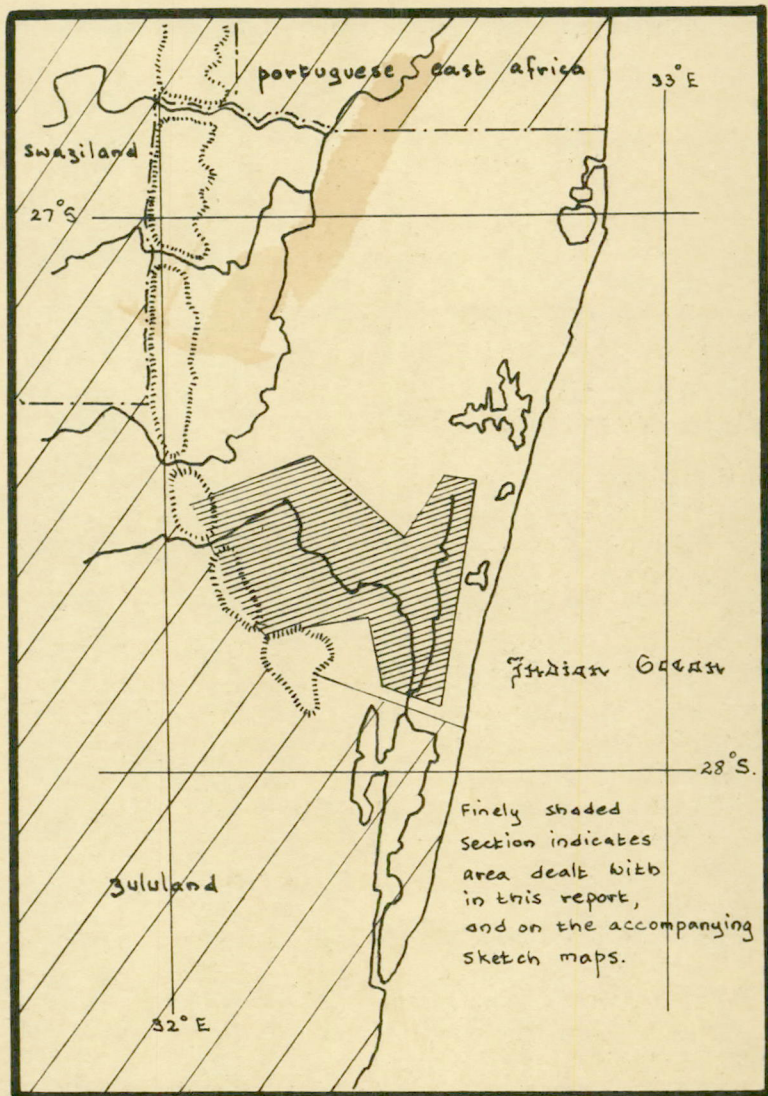 portuguese east africa
33°E
swaziland
27°S
Indian Ocean
28°S.
Finely shaded
section indicates
area dealt with
in this report,
and on the accompanying
sketch maps.
zululand
32°E